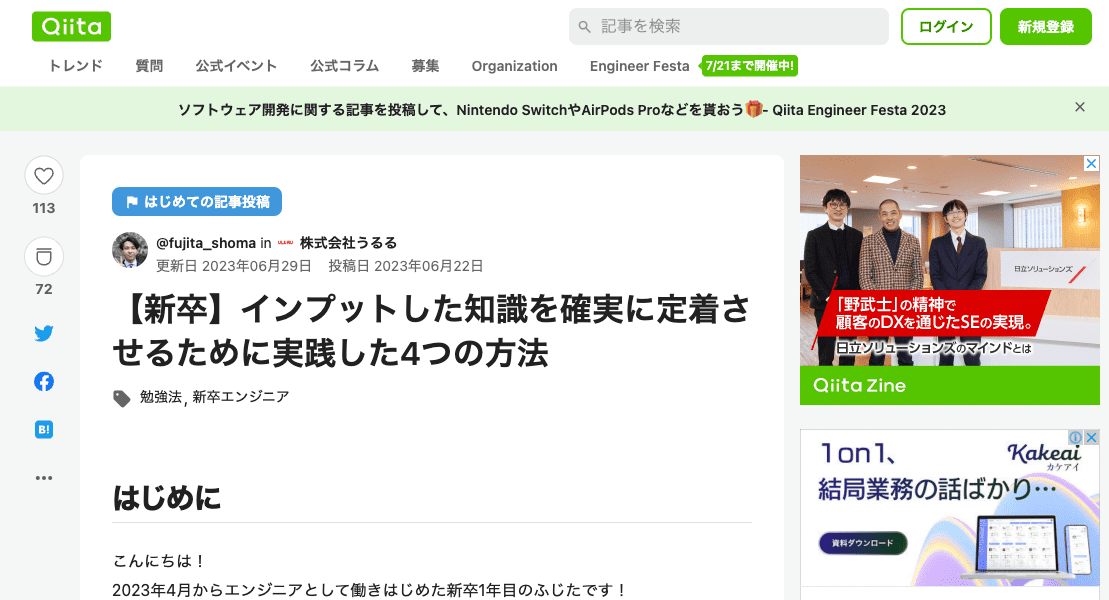 Qiita
記事を検索
ログイン
新規登録
トレンド 質問 公式イベント 公式コラム 募集 Organization Engineer Festa 7/21まで開催中!
ソフトウェア開発に関する記事を投稿して、Nintendo SwitchやAirPods Proなどを貰おう🎁- Qiita Engineer Festa 2023
113
72
B!
はじめての記事投稿
@fujita_shoma in ULURU 株式会社うるる
更新日 2023年06月29日 投稿日 2023年06月22日
【新卒】インプットした知識を確実に定着さ
せるために実践した4つの方法
勉強法, 新卒エンジニア
はじめに
こんにちは！
2023年4月からエンジニアとして働きはじめた新卒1年目のふじたです！
日立ソリューションズ
「野武士」の精神で
顧客のDXを通じたSEの実現。
日立ソリューションズのマインドとは
Qiita Zine
1on1、
Kakeai
カケアイ
結局業務の話ばかり…
資料ダウンロード